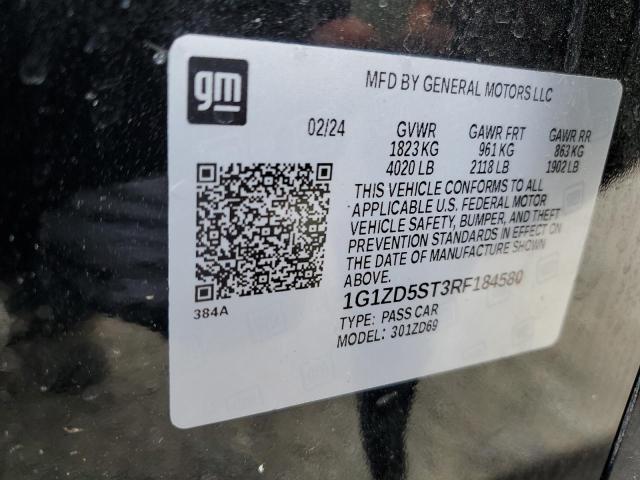 gm
MFD BY GENERAL MOTORS LLC
02/24 GVWR GAWR FRT GAWR RR
1823 KG 961 KG 863 KG
4020 LB 2118 LB 1902 LB
THIS VEHICLE CONFORMS TO ALL
APPLICABLE U.S. FEDERAL MOTOR
VEHICLE SAFETY, BUMPER, AND THEFT
PREVENTION STANDARDS IN EFFECT ON
THE DATE OF MANUFACTURE SHOWN
ABOVE.
384A
1G1ZD5ST3RF184580
TYPE: PASS CAR
MODEL: 301ZD69